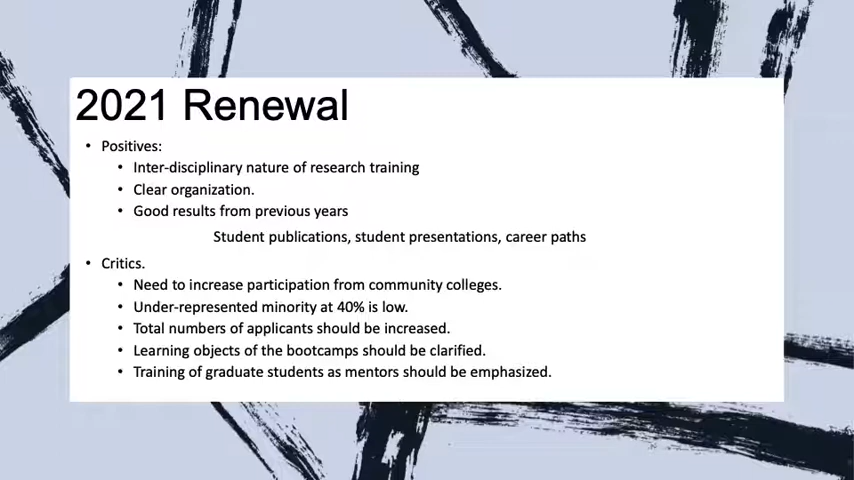 2021 Renewal
• Positives:
• Inter-disciplinary nature of research training
• Clear organization.
• Good results from previous years
Student publications, student presentations, career paths
• Critics.
• Need to increase participation from community colleges.
• Under-represented minority at 40% is low.
• Total numbers of applicants should be increased.
• Learning objects of the bootcamps should be clarified.
• Training of graduate students as mentors should be emphasized.